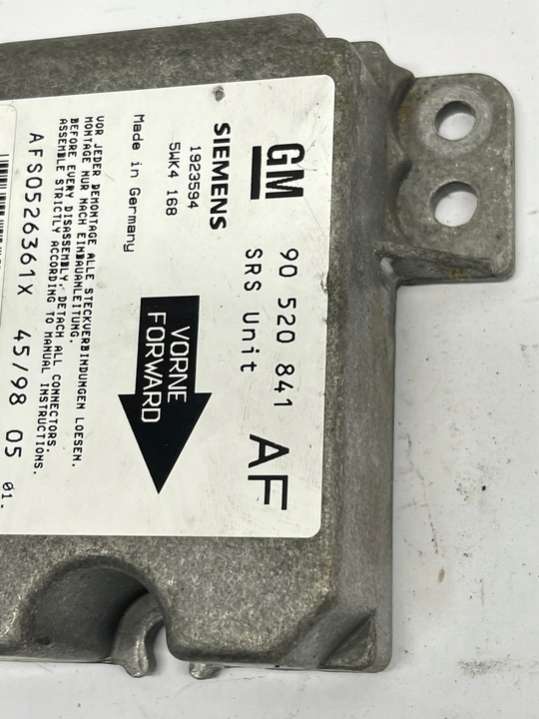 GM
90 520 841 AF
SRS Unit
SIEMENS
1923594
5WK4 168
Made in Germany
VORNE
FORWARD
VOR JEDER DEMONTAGE ALLE STECKVERBINDUNGEN LOESEN.
MONTAGE NUR NACH EINBAUANLEITUNG.
BEFORE EVERY DISASSEMBLY, DETACH ALL CONNECTORS.
ASSEMBLE STRICTLY ACCORDING TO MANUAL INSTRUCTIONS.
AFS0526361X 45/98 05 01.